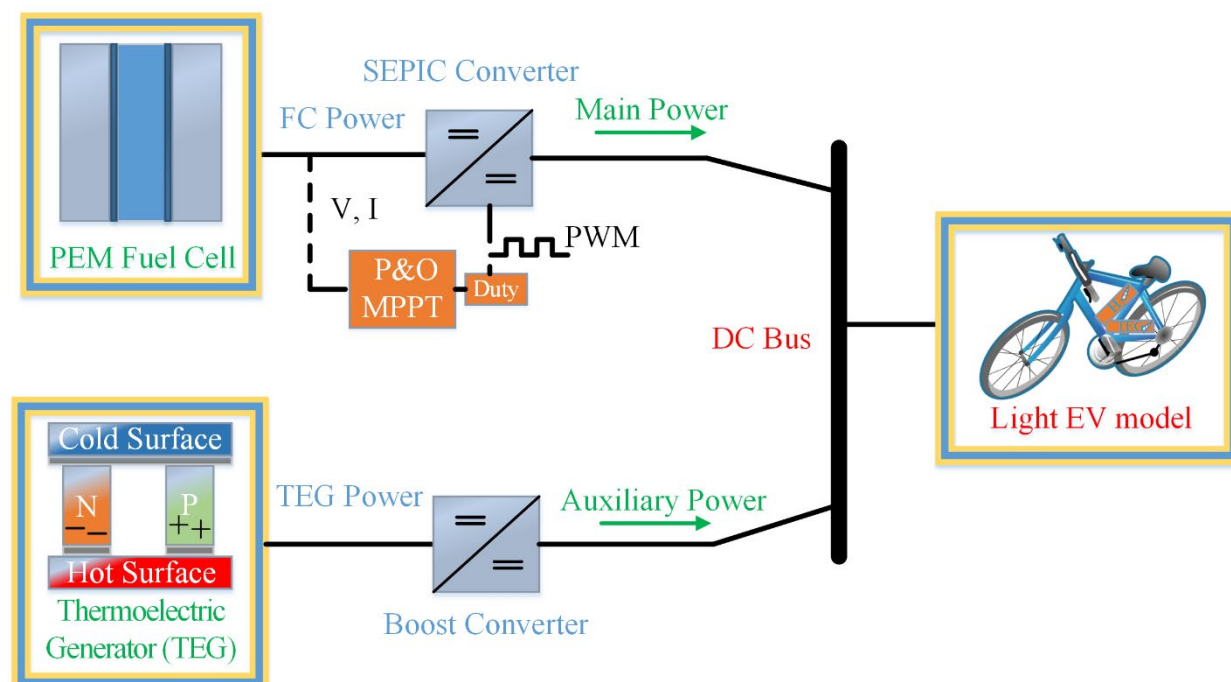 SEPIC Converter
FC Power
Main Power
V, I
PWM
PEM Fuel Cell
P&O
MPPT
Duty
DC Bus
TEG
Light EV model
Cold Surface
N
P
Hot Surface
Thermoelectric
Generator (TEG)
TEG Power
Auxiliary Power
Boost Converter